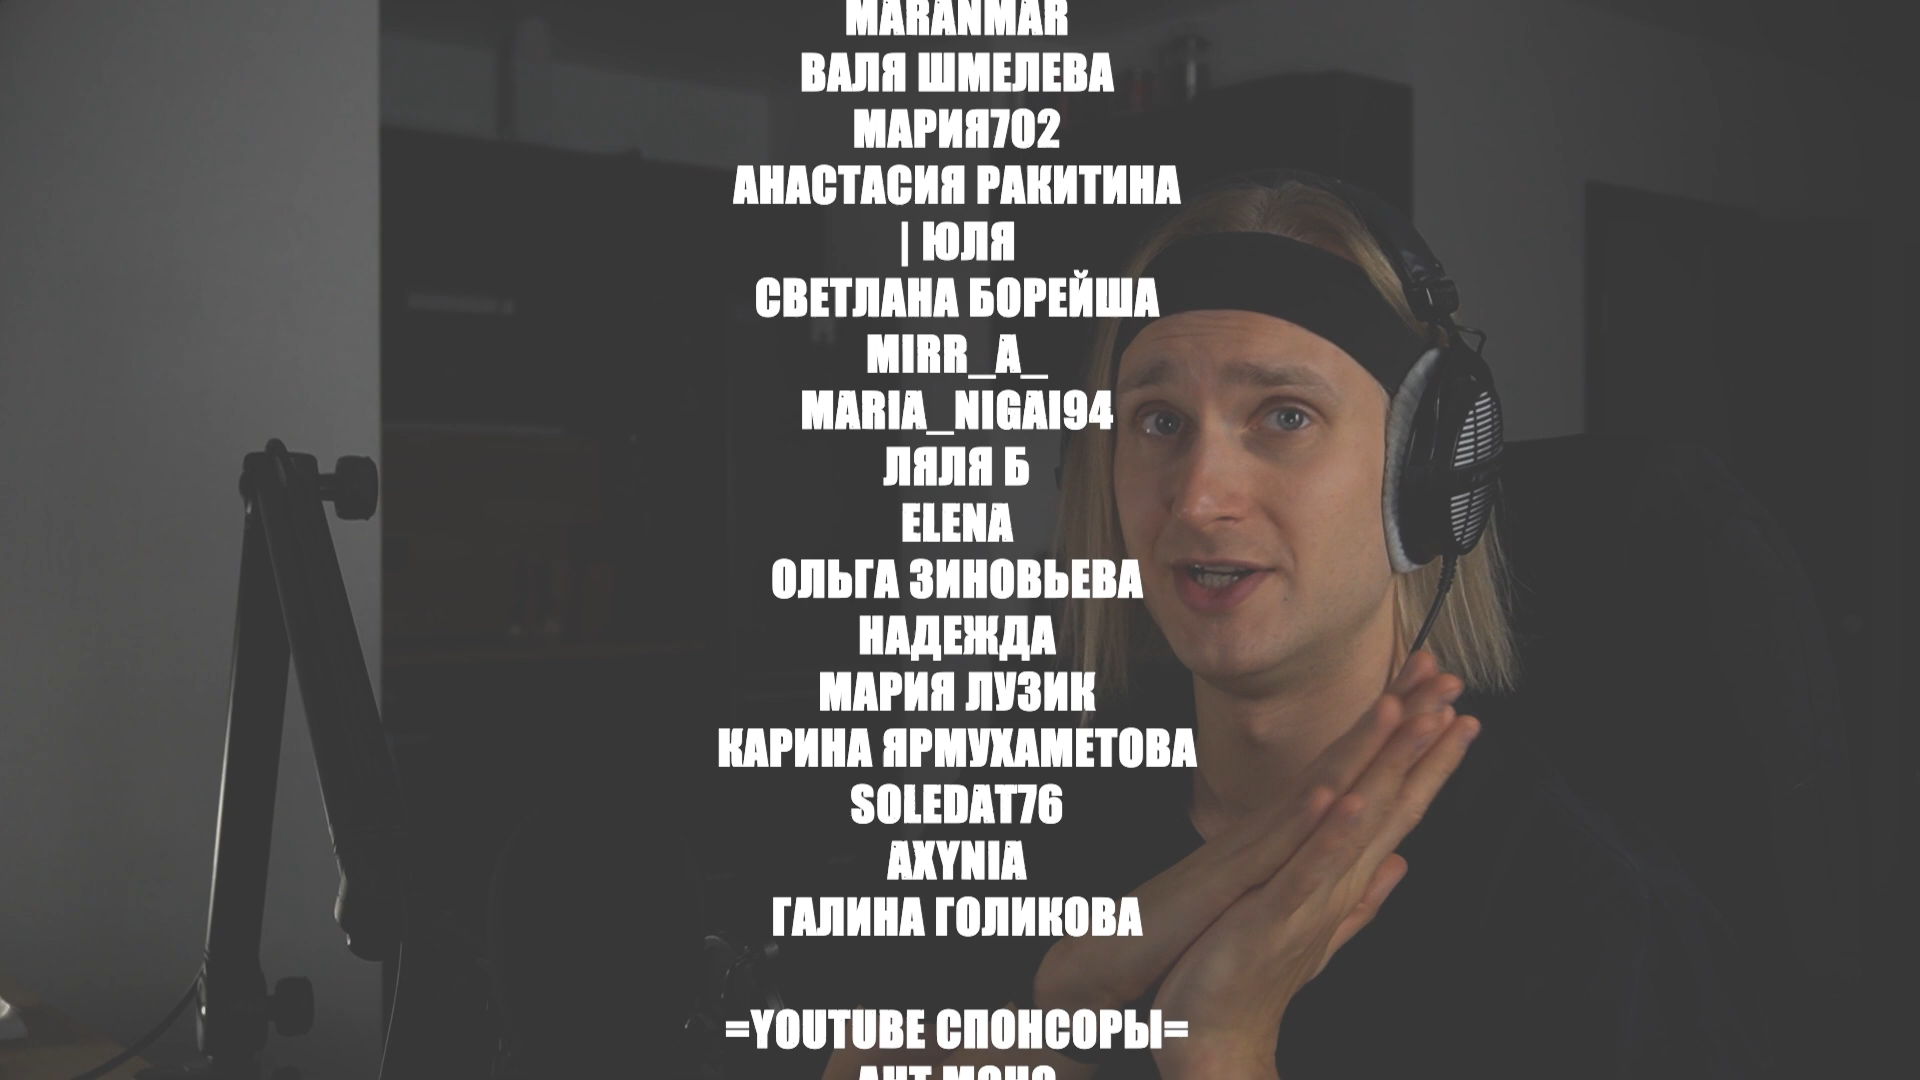 MARANMAR
ВАЛЯ ШМЕЛЕВА
МАРИЯ702
АНАСТАСИЯ РАКИТИНА
| ЮЛЯ
СВЕТЛАНА БОРЕЙША
MIRR_A_
MARIA_NIGAI94
ЛЯЛЯ Б
ELENA
ОЛЬГА ЗИНОВЬЕВА
НАДЕЖДА
МАРИЯ ЛУЗИК
КАРИНА ЯРМУХАМЕТОВА
SOLEDAT76
AXYNIA
ГАЛИНА ГОЛИКОВА
=YOUTUBE СПОНСОРЫ=